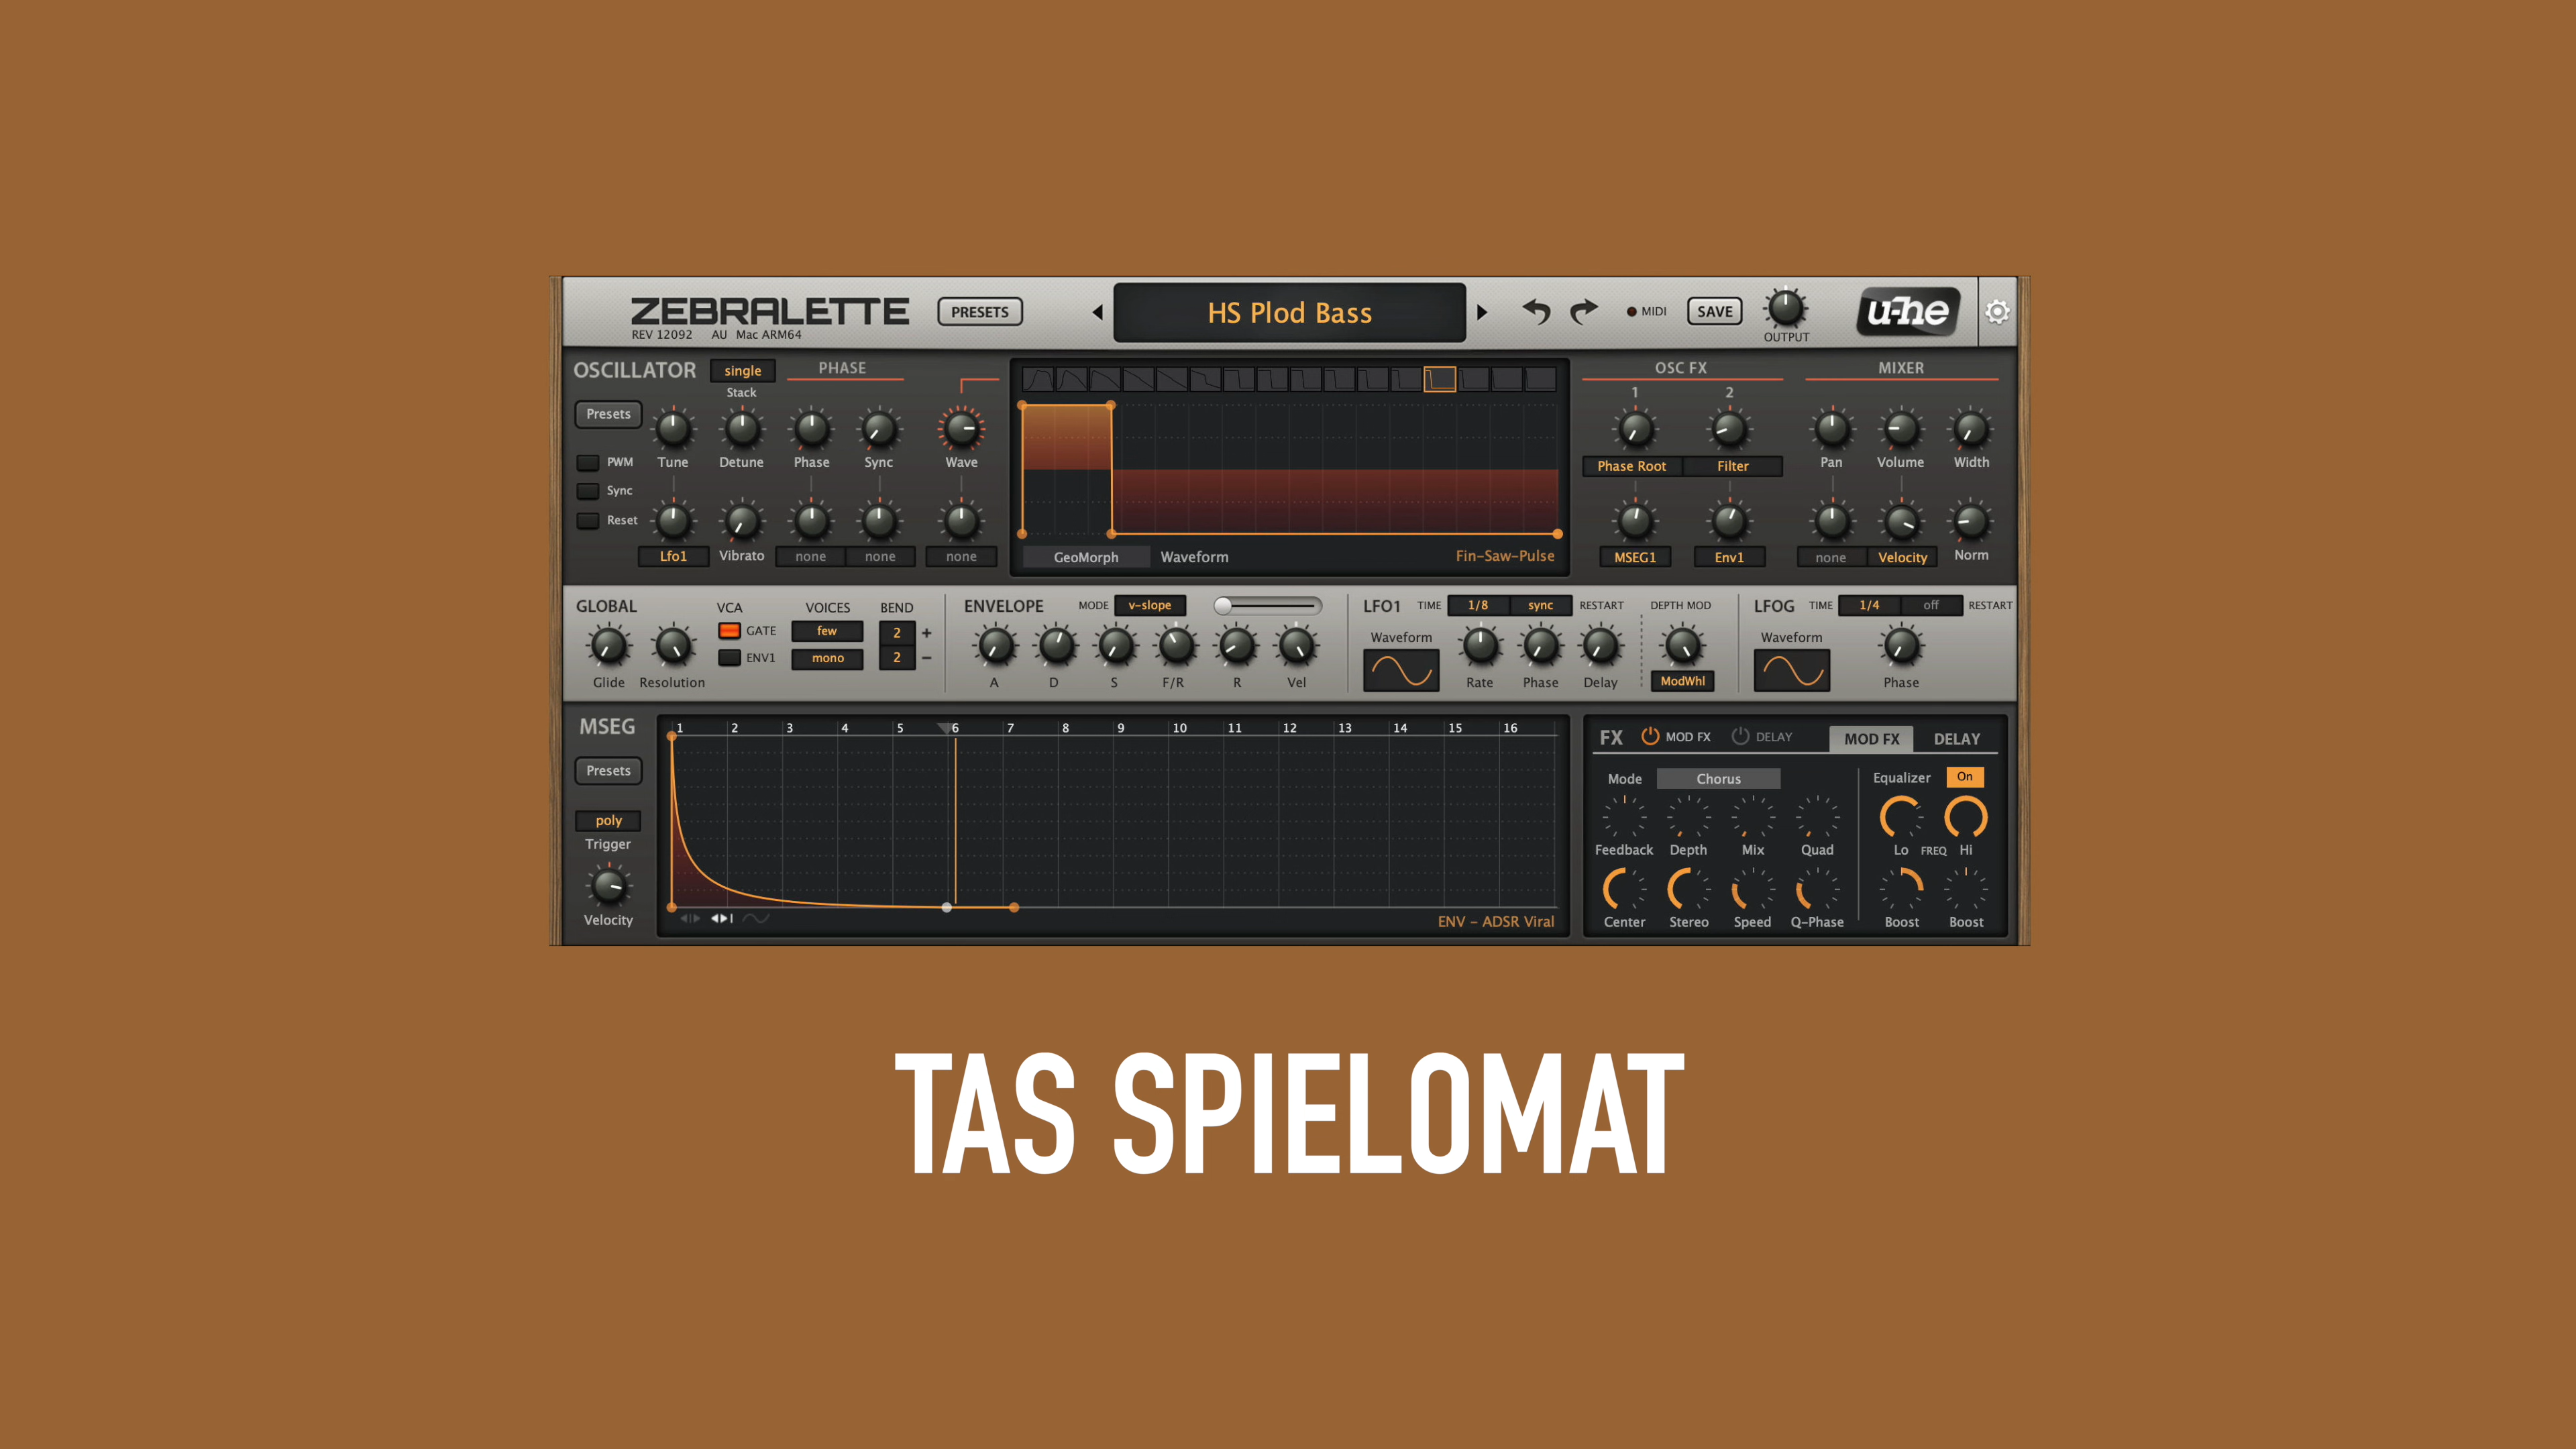 ZEBRALETTE
REV 12092 AU Mac ARM64
PRESETS
HS Plod Bass
MIDI
SAVE
OUTPUT
u-he
OSCILLATOR
single
Stack
PHASE
Presets
PWM
Sync
Reset
Tune Detune Phase Sync Wave
Lfo1 Vibrato none none none
GeoMorph Waveform Fin-Saw-Pulse
OSC FX
1 2
Phase Root Filter
MSEG1 Env1
MIXER
Pan Volume Width
none Velocity Norm
GLOBAL
Glide Resolution
VCA
GATE
ENV1
VOICES
few
mono
BEND
2 +
2 −
ENVELOPE MODE v-slope
A D S F/R R Vel
LFO1 TIME 1/8 sync RESTART
DEPTH MOD
Waveform
Rate Phase Delay
ModWhl
LFOG TIME 1/4 off RESTART
Waveform
Phase
MSEG
Presets
poly
Trigger
Velocity
1 2 3 4 5 6 7 8 9 10 11 12 13 14 15 16
ENV - ADSR Viral
FX MOD FX DELAY MOD FX DELAY
Mode Chorus Equalizer On
Feedback Depth Mix Quad Lo FREQ Hi
Center Stereo Speed Q-Phase Boost Boost
TAS SPIELOMAT